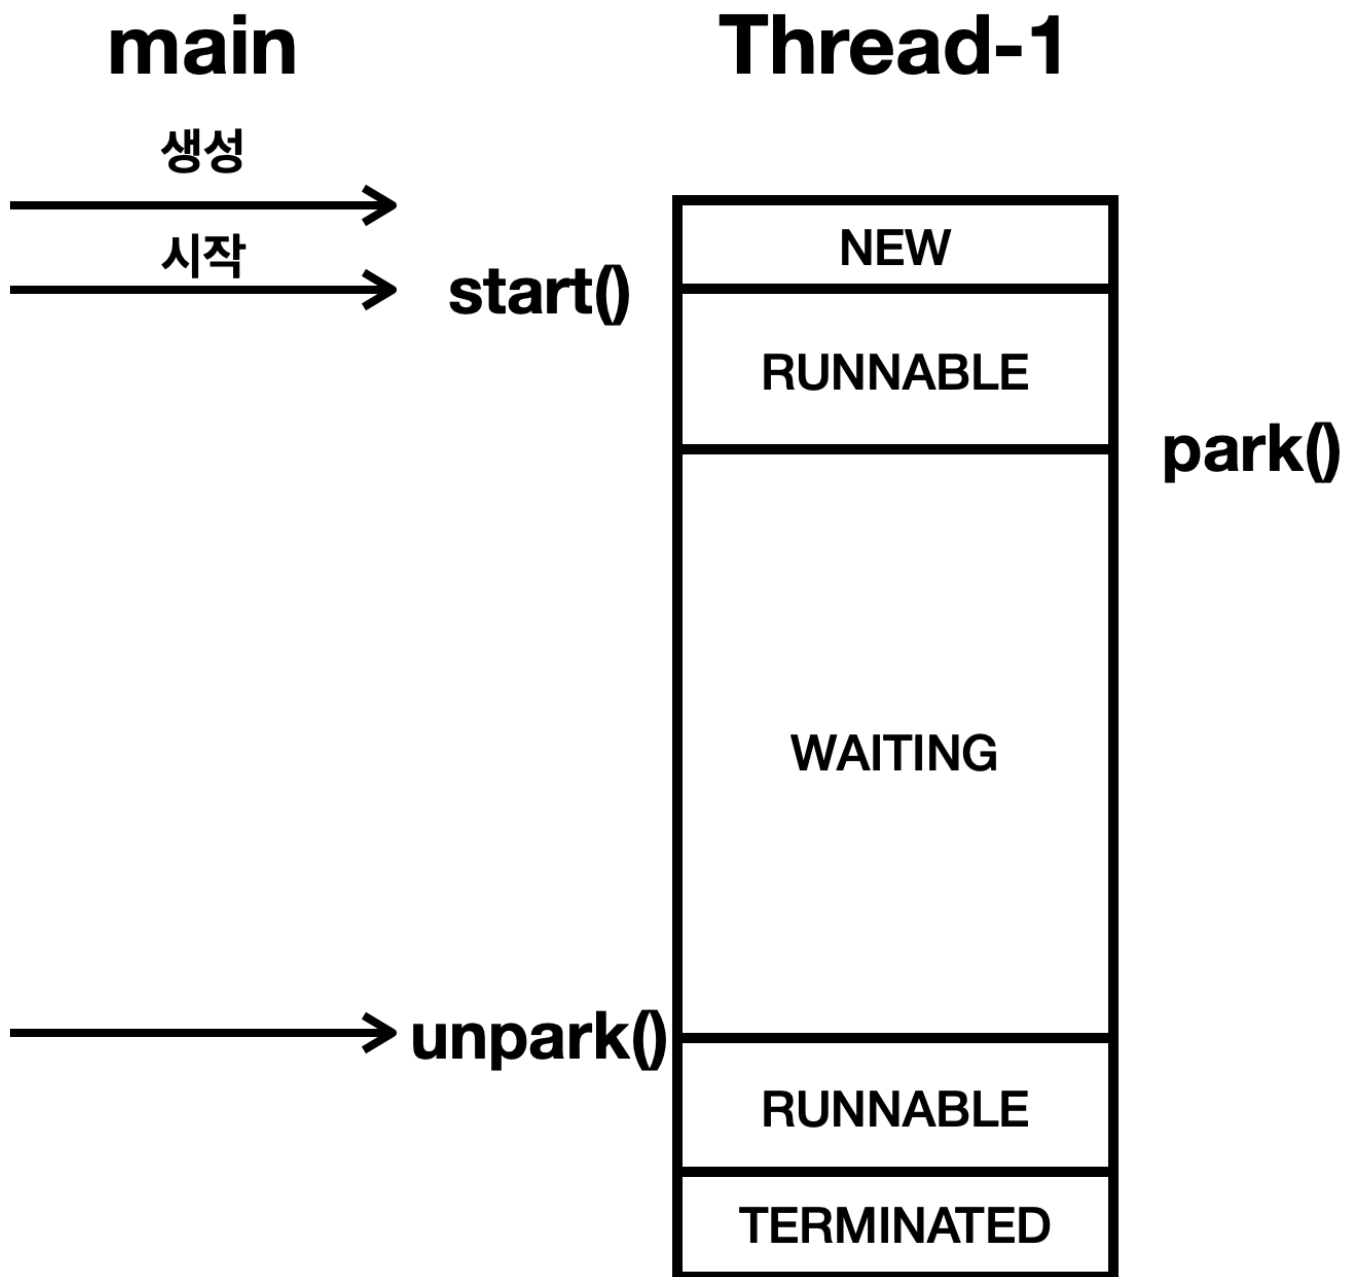 main
Thread-1
생성
시작
start()
NEW
RUNNABLE
park()
WAITING
unpark()
RUNNABLE
TERMINATED